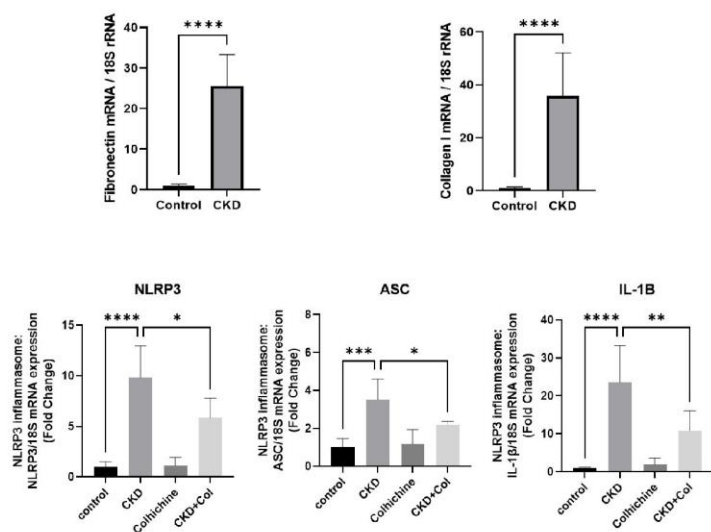 ****
Fibronectin mRNA / 18S rRNA
40
30
20
10
0
Control CKD
****
Collagen I mRNA / 18S rRNA
60
40
20
0
Control CKD
NLRP3
**** *
NLRP3 Inflammasome:
NLRP3/18S mRNA expression
(Fold Change)
15
10
5
0
control CKD Colhichine CKD+Col
ASC
*** *
NLRP3 Inflammasome:
ASC/18S mRNA expression
(Fold Change)
8
6
4
2
0
control CKD Colhichine CKD+Col
IL-1B
**** **
NLRP3 Inflammasome:
IL-1β/18S mRNA expression
(Fold Change)
40
30
20
10
0
control CKD Colhichine CKD+Col